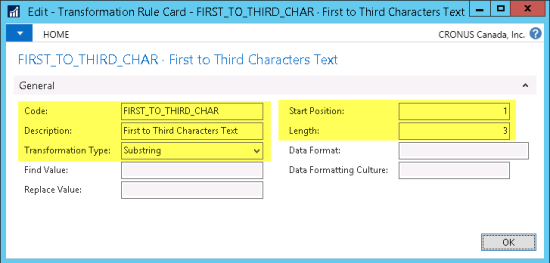 Edit - Transformation Rule Card - FIRST_TO_THIRD_CHAR · First to Third Characters Text
HOME
CRONUS Canada, Inc.
FIRST_TO_THIRD_CHAR · First to Third Characters Text
General
Code: FIRST_TO_THIRD_CHAR
Description: First to Third Characters Text
Transformation Type: Substring
Find Value:
Replace Value:
Start Position: 1
Length: 3
Data Format:
Data Formatting Culture:
OK